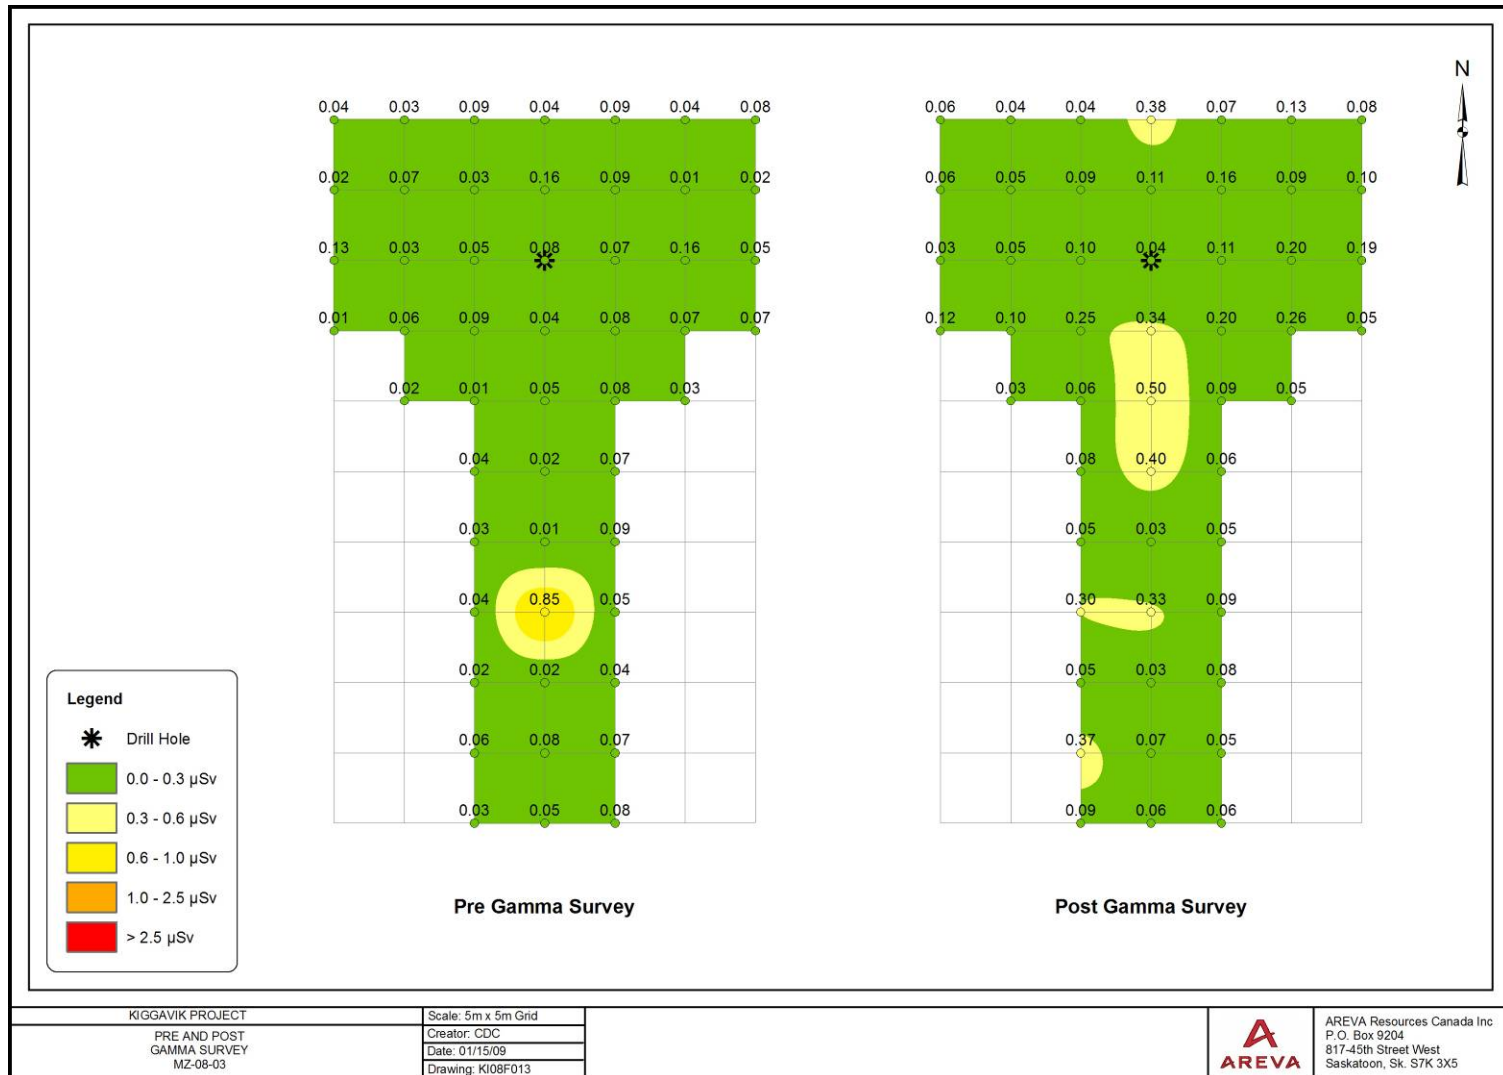 N
0.04 0.03 0.09 0.04 0.09 0.04 0.08
0.02 0.07 0.03 0.16 0.09 0.01 0.02
0.13 0.03 0.05 0.08 0.07 0.16 0.05
0.01 0.06 0.09 0.04 0.08 0.07 0.07
0.02 0.01 0.05 0.08 0.03
0.04 0.02 0.07
0.03 0.01 0.09
0.04 0.85 0.05
0.02 0.02 0.04
0.06 0.08 0.07
0.03 0.05 0.08
Pre Gamma Survey
0.06 0.04 0.04 0.38 0.07 0.13 0.08
0.06 0.05 0.09 0.11 0.16 0.09 0.10
0.03 0.05 0.10 0.04 0.11 0.20 0.19
0.12 0.10 0.25 0.34 0.20 0.26 0.05
0.03 0.06 0.50 0.09 0.05
0.08 0.40 0.06
0.05 0.03 0.05
0.30 0.33 0.09
0.05 0.03 0.08
0.37 0.07 0.05
0.09 0.06 0.06
Post Gamma Survey
Legend
Drill Hole
0.0 - 0.3 µSv
0.3 - 0.6 µSv
0.6 - 1.0 µSv
1.0 - 2.5 µSv
> 2.5 µSv
KIGGAVIK PROJECT
PRE AND POST
GAMMA SURVEY
MZ-08-03
Scale: 5m x 5m Grid
Creator: CDC
Date: 01/15/09
Drawing: KI08F013
AREVA
AREVA Resources Canada Inc
P.O. Box 9204
817-45th Street West
Saskatoon, Sk. S7K 3X5